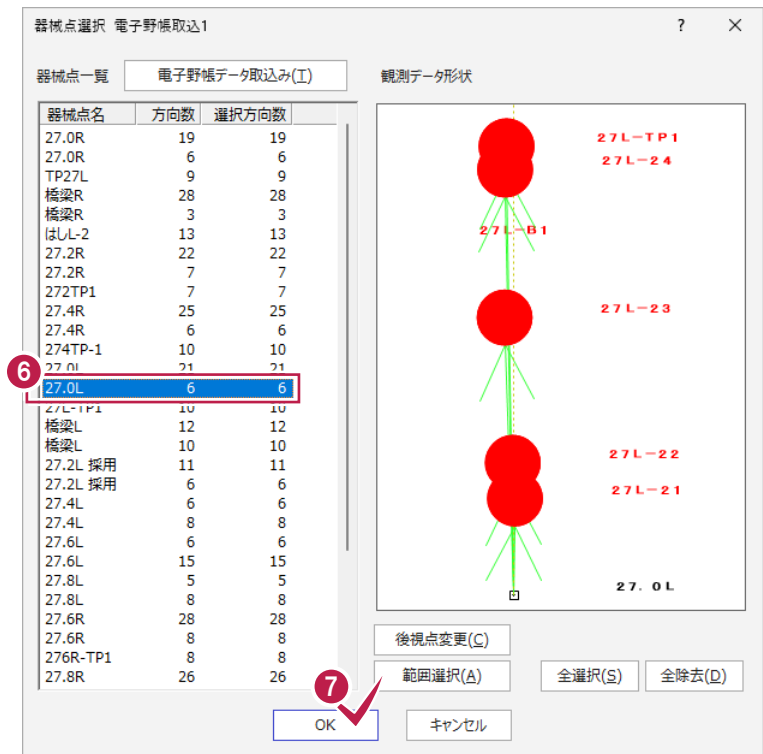 器械点選択 電子野帳取込1 ? ×
器械点一覧 電子野帳データ取込み(T) 観測データ形状
器械点名 方向数 選択方向数
27.0R 19 19
27.0R 6 6
TP27L 9 9
橋梁R 28 28
橋梁R 3 3
はしL-2 13 13
27.2R 22 22
27.2R 7 7
272TP1 7 7
27.4R 25 25
27.4R 6 6
274TP-1 10 10
27.0L 21 21
6
27.0L 6 6
27L-TP1 10 10
橋梁L 12 12
橋梁L 10 10
27.2L 採用 11 11
27.2L 採用 6 6
27.4L 6 6
27.4L 8 8
27.6L 6 6
27.6L 15 15
27.8L 5 5
27.8L 8 8
27.6R 28 28
27.6R 8 8
276R-TP1 8 8
27.8R 26 26
27L-TP1
27L-24
27L-B1
27L-23
27L-22
27L-21
27.0L
後視点変更(C)
範囲選択(A) 全選択(S) 全除去(D)
7
OK キャンセル